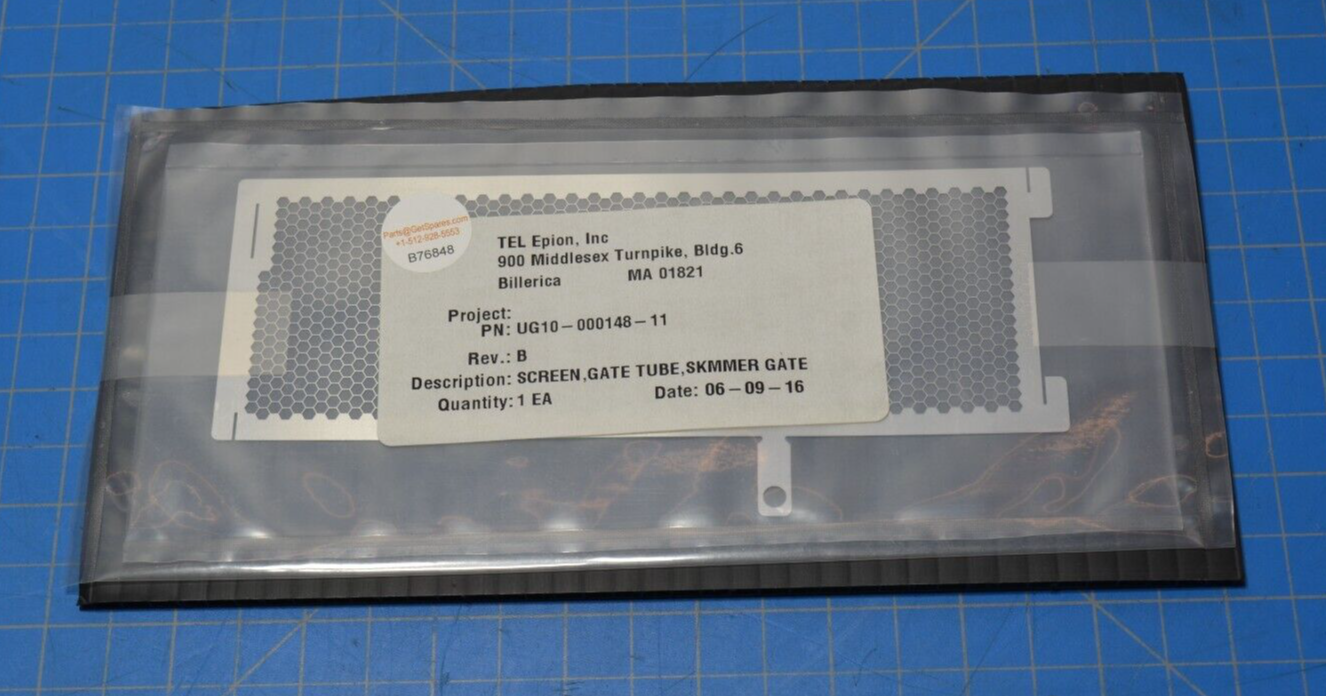 Parts@GetSpares.com
+1-512-928-5553
B76848
TEL Epion, Inc
900 Middlesex Turnpike, Bldg.6
Billerica MA 01821
Project:
PN: UG10-000148-11
Rev.: B
Description: SCREEN,GATE TUBE,SKMMER GATE
Quantity: 1 EA Date: 06-09-16